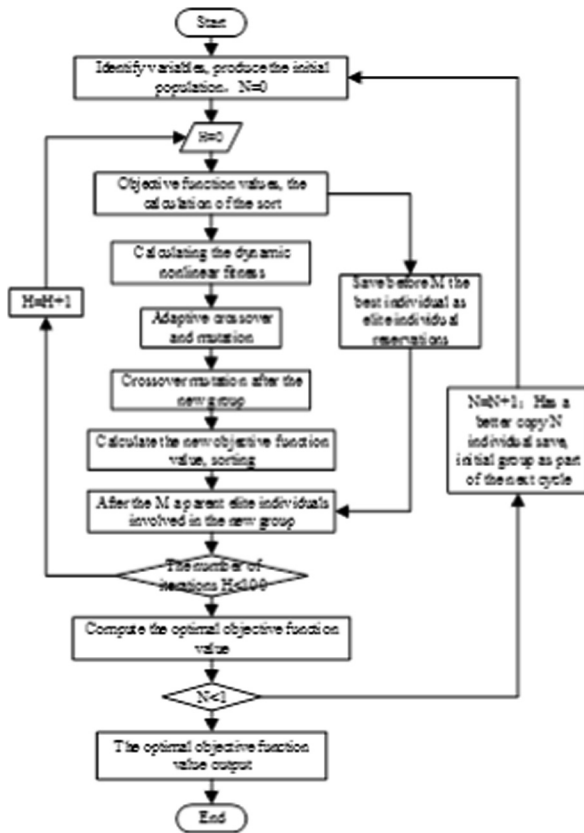 Start
Identify variables, produce the initial
population. N=0
H=0
Objective function values, the
calculation of the sort
Calculating the dynamic
nonlinear fitness
Save before M the
best individual as
elite individual
reservations
H=H+1
Adaptive crossover
and mutation
Crossover mutation after the
new group
N=N+1; Has a
better copy N
individual save,
initial group as part
of the next cycle
Calculate the new objective function
value, sorting
After the M a parent elite individuals
involved in the new group
The number of
iterations H<100
Compute the optimal objective function
value
N<1
The optimal objective function
value output
End